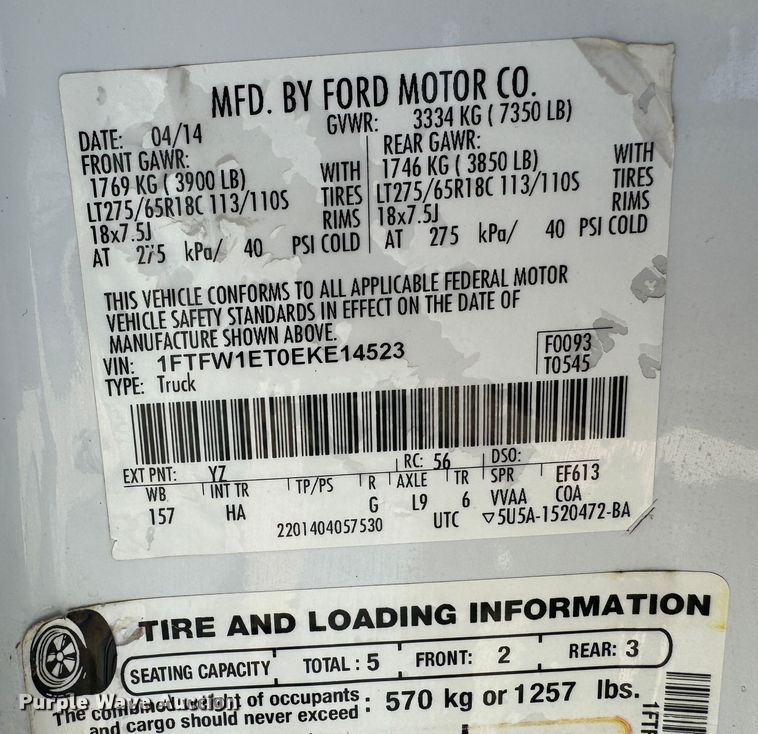 MFD. BY FORD MOTOR CO.
DATE: 04/14 GVWR: 3334 KG ( 7350 LB)
FRONT GAWR: REAR GAWR:
1769 KG ( 3900 LB) WITH 1746 KG ( 3850 LB) WITH
LT275/65R18C 113/110S TIRES LT275/65R18C 113/110S TIRES
18x7.5J RIMS 18x7.5J RIMS
AT 275 kPa/ 40 PSI COLD AT 275 kPa/ 40 PSI COLD
THIS VEHICLE CONFORMS TO ALL APPLICABLE FEDERAL MOTOR
VEHICLE SAFETY STANDARDS IN EFFECT ON THE DATE OF
MANUFACTURE SHOWN ABOVE.
VIN: 1FTFW1ET0EKE14523 F0093
TYPE: Truck T0545
EXT PNT: YZ RC: 56 DSO:
WB INT TR TP/PS R AXLE TR SPR EF613
157 HA G L9 6 VVAA COA
2201404057530 UTC ▽5U5A-1520472-BA
TIRE AND LOADING INFORMATION
SEATING CAPACITY TOTAL : 5 FRONT: 2 REAR: 3
The combined weight of occupants : 570 kg or 1257 lbs.
and cargo should never exceed
Purple Wave Auction
1FTF